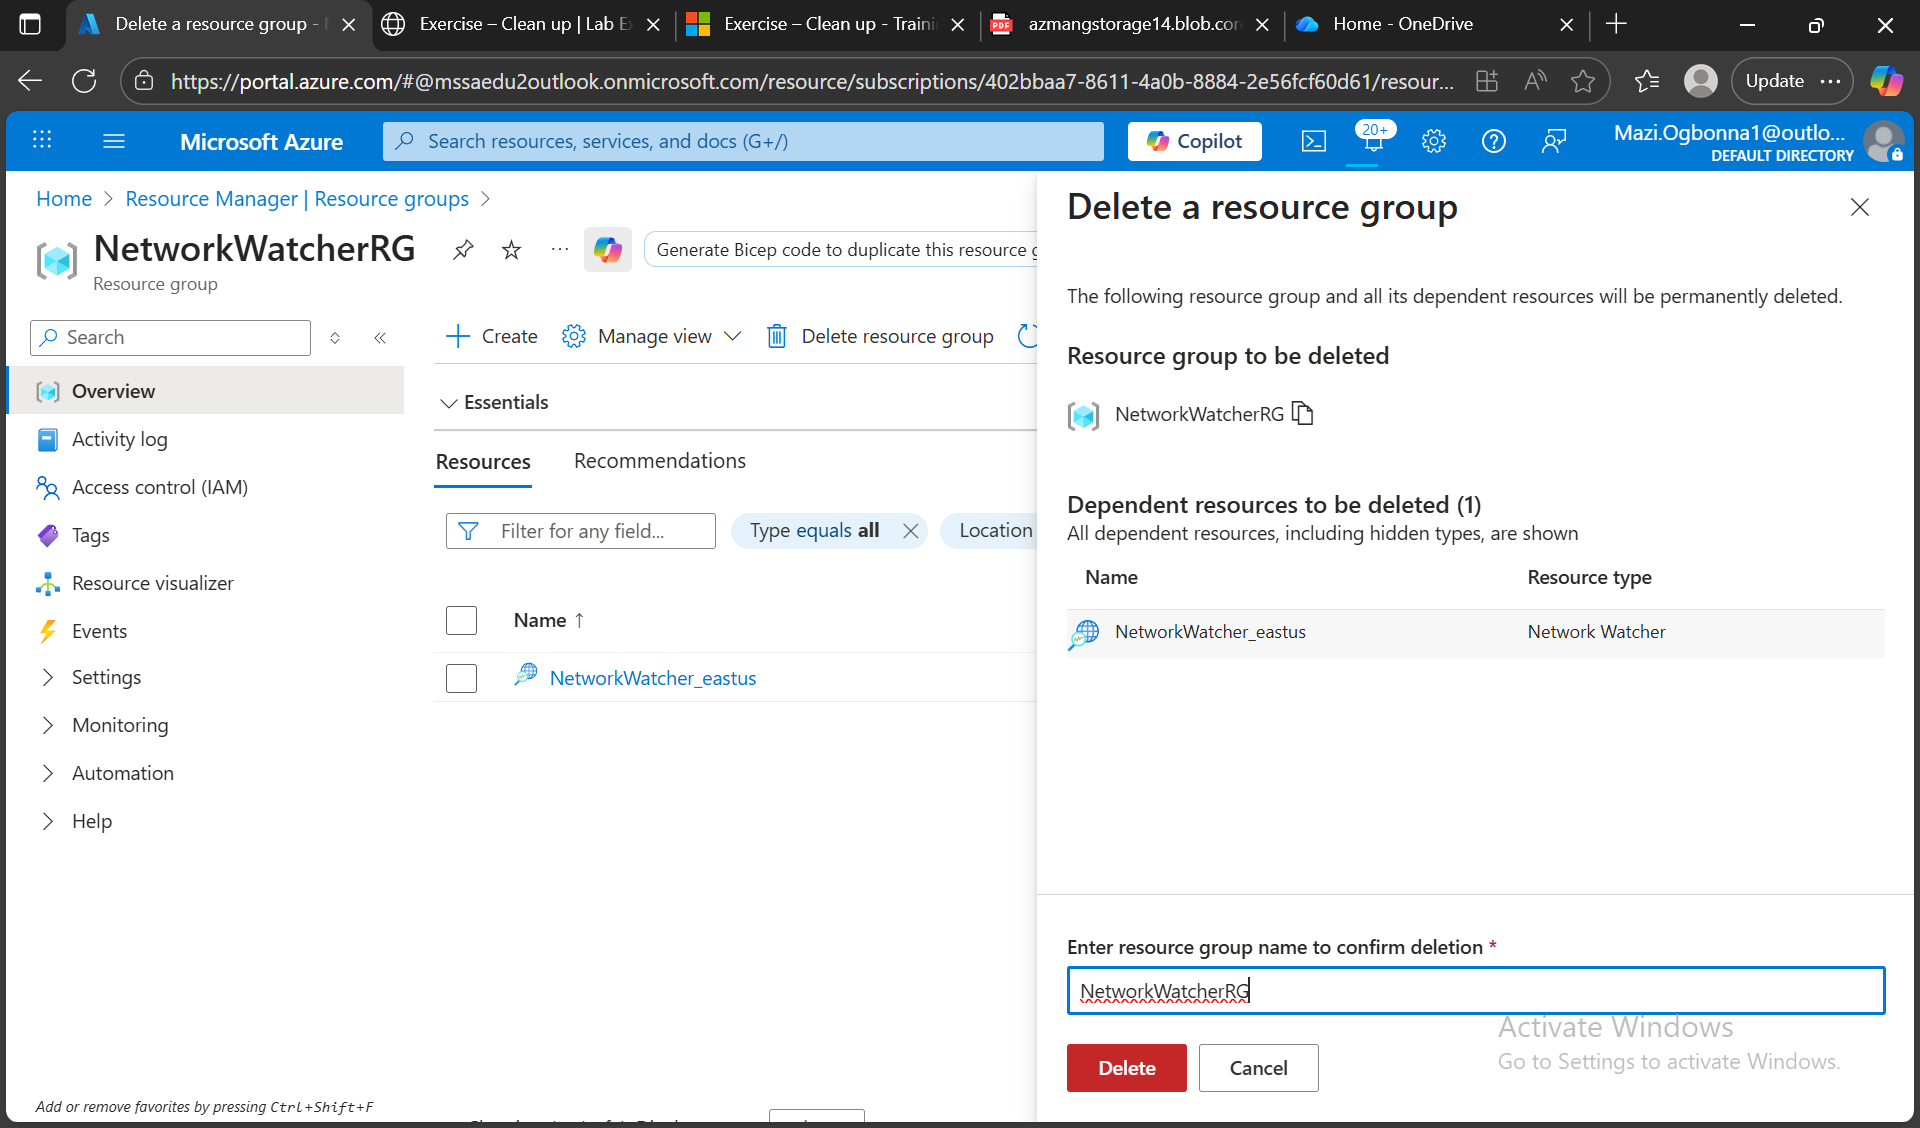 Delete a resource group - N
Exercise – Clean up | Lab Ex
Exercise – Clean up - Traini
azmangstorage14.blob.cor
Home - OneDrive
https://portal.azure.com/#@mssaedu2outlook.onmicrosoft.com/resource/subscriptions/402bbaa7-8611-4a0b-8884-2e56fcf60d61/resour...
Update
Microsoft Azure
Search resources, services, and docs (G+/)
Copilot
20+
Mazi.Ogbonna1@outlo...
DEFAULT DIRECTORY
Home > Resource Manager | Resource groups >
NetworkWatcherRG
Resource group
Generate Bicep code to duplicate this resource g
Search
Overview
Activity log
Access control (IAM)
Tags
Resource visualizer
Events
Settings
Monitoring
Automation
Help
Add or remove favorites by pressing Ctrl+Shift+F
Create
Manage view
Delete resource group
Essentials
Resources
Recommendations
Filter for any field...
Type equals all
Location
Name ↑
NetworkWatcher_eastus
Delete a resource group
The following resource group and all its dependent resources will be permanently deleted.
Resource group to be deleted
NetworkWatcherRG
Dependent resources to be deleted (1)
All dependent resources, including hidden types, are shown
Name Resource type
NetworkWatcher_eastus Network Watcher
Enter resource group name to confirm deletion *
NetworkWatcherRG
Delete
Cancel
Activate Windows
Go to Settings to activate Windows.